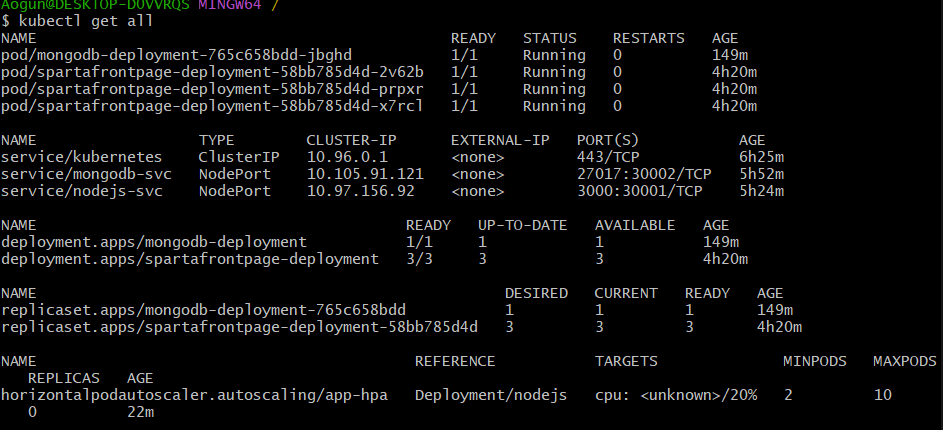 Aogun@DESKTOP-DOVVRQS MINGW64 /
$ kubectl get all
NAME READY STATUS RESTARTS AGE
pod/mongodb-deployment-765c658bdd-jbghd 1/1 Running 0 149m
pod/spartafrontpage-deployment-58bb785d4d-2v62b 1/1 Running 0 4h20m
pod/spartafrontpage-deployment-58bb785d4d-prpxr 1/1 Running 0 4h20m
pod/spartafrontpage-deployment-58bb785d4d-x7rcl 1/1 Running 0 4h20m
NAME TYPE CLUSTER-IP EXTERNAL-IP PORT(S) AGE
service/kubernetes ClusterIP 10.96.0.1 <none> 443/TCP 6h25m
service/mongodb-svc NodePort 10.105.91.121 <none> 27017:30002/TCP 5h52m
service/nodejs-svc NodePort 10.97.156.92 <none> 3000:30001/TCP 5h24m
NAME READY UP-TO-DATE AVAILABLE AGE
deployment.apps/mongodb-deployment 1/1 1 1 149m
deployment.apps/spartafrontpage-deployment 3/3 3 3 4h20m
NAME DESIRED CURRENT READY AGE
replicaset.apps/mongodb-deployment-765c658bdd 1 1 1 149m
replicaset.apps/spartafrontpage-deployment-58bb785d4d 3 3 3 4h20m
NAME REFERENCE TARGETS MINPODS MAXPODS
REPLICAS AGE
horizontalpodautoscaler.autoscaling/app-hpa Deployment/nodejs cpu: <unknown>/20% 2 10
0 22m